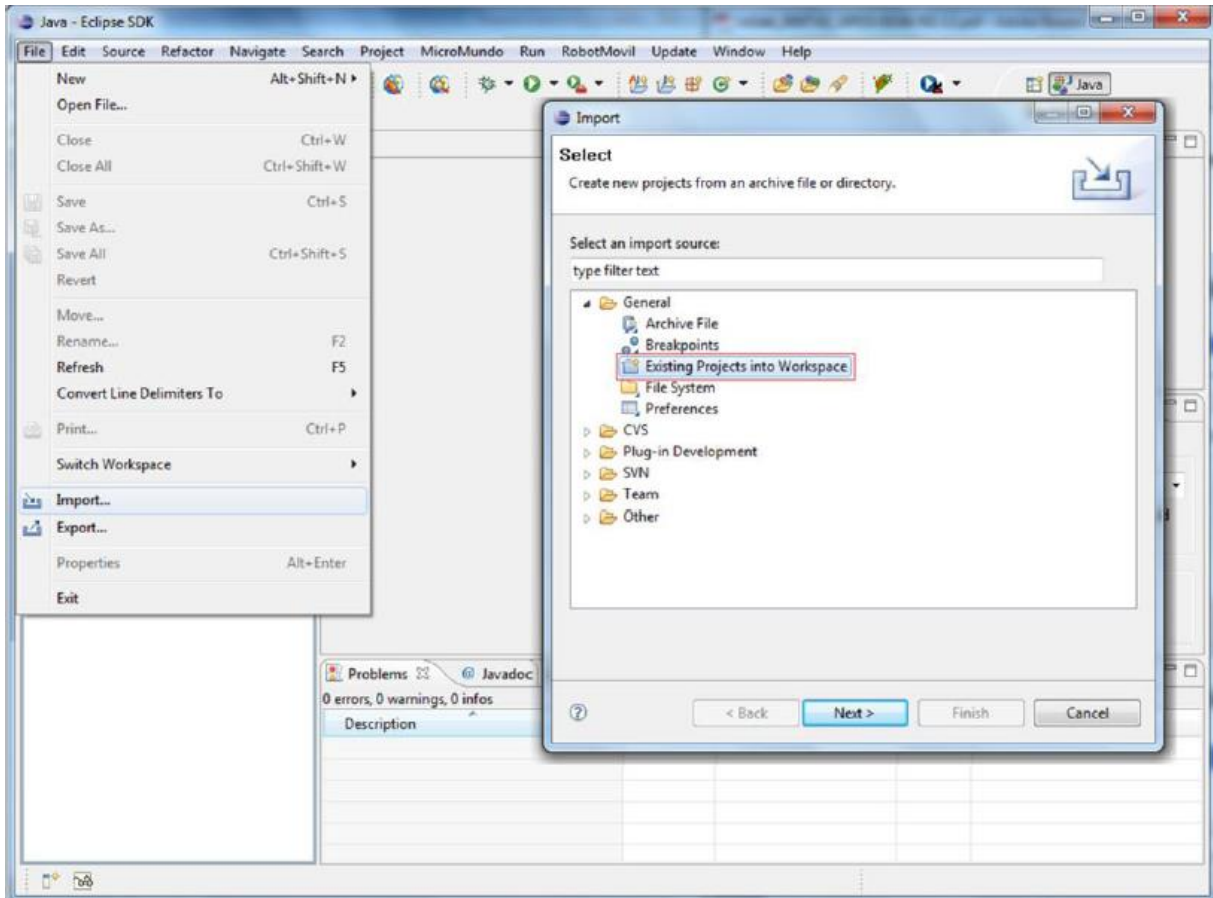 Java - Eclipse SDK
File Edit Source Refactor Navigate Search Project MicroMundo Run RobotMovil Update Window Help
New Alt+Shift+N
Open File...
Close Ctrl+W
Close All Ctrl+Shift+W
Save Ctrl+S
Save As...
Save All Ctrl+Shift+S
Revert
Move...
Rename... F2
Refresh F5
Convert Line Delimiters To
Print... Ctrl+P
Switch Workspace
Import...
Export...
Properties Alt+Enter
Exit
Java
Import
Select
Create new projects from an archive file or directory.
Select an import source:
type filter text
General
Archive File
Breakpoints
Existing Projects into Workspace
File System
Preferences
CVS
Plug-in Development
SVN
Team
Other
< Back Next > Finish Cancel
Problems Javadoc
0 errors, 0 warnings, 0 infos
Description